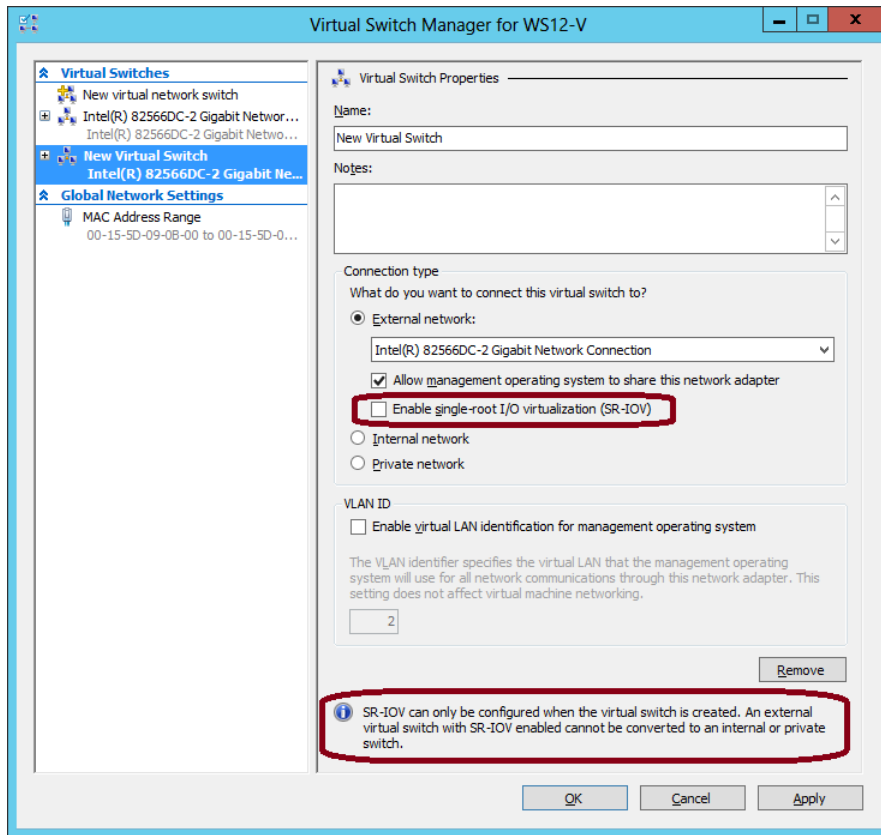 Virtual Switch Manager for WS12-V
Virtual Switches
New virtual network switch
Intel(R) 82566DC-2 Gigabit Networ...
Intel(R) 82566DC-2 Gigabit Netwo...
New Virtual Switch
Intel(R) 82566DC-2 Gigabit Ne...
Global Network Settings
MAC Address Range
00-15-5D-09-0B-00 to 00-15-5D-0...
Virtual Switch Properties
Name:
New Virtual Switch
Notes:
Connection type
What do you want to connect this virtual switch to?
External network:
Intel(R) 82566DC-2 Gigabit Network Connection
Allow management operating system to share this network adapter
Enable single-root I/O virtualization (SR-IOV)
Internal network
Private network
VLAN ID
Enable virtual LAN identification for management operating system
The VLAN identifier specifies the virtual LAN that the management operating
system will use for all network communications through this network adapter. This
setting does not affect virtual machine networking.
2
Remove
SR-IOV can only be configured when the virtual switch is created. An external
virtual switch with SR-IOV enabled cannot be converted to an internal or private
switch.
OK
Cancel
Apply